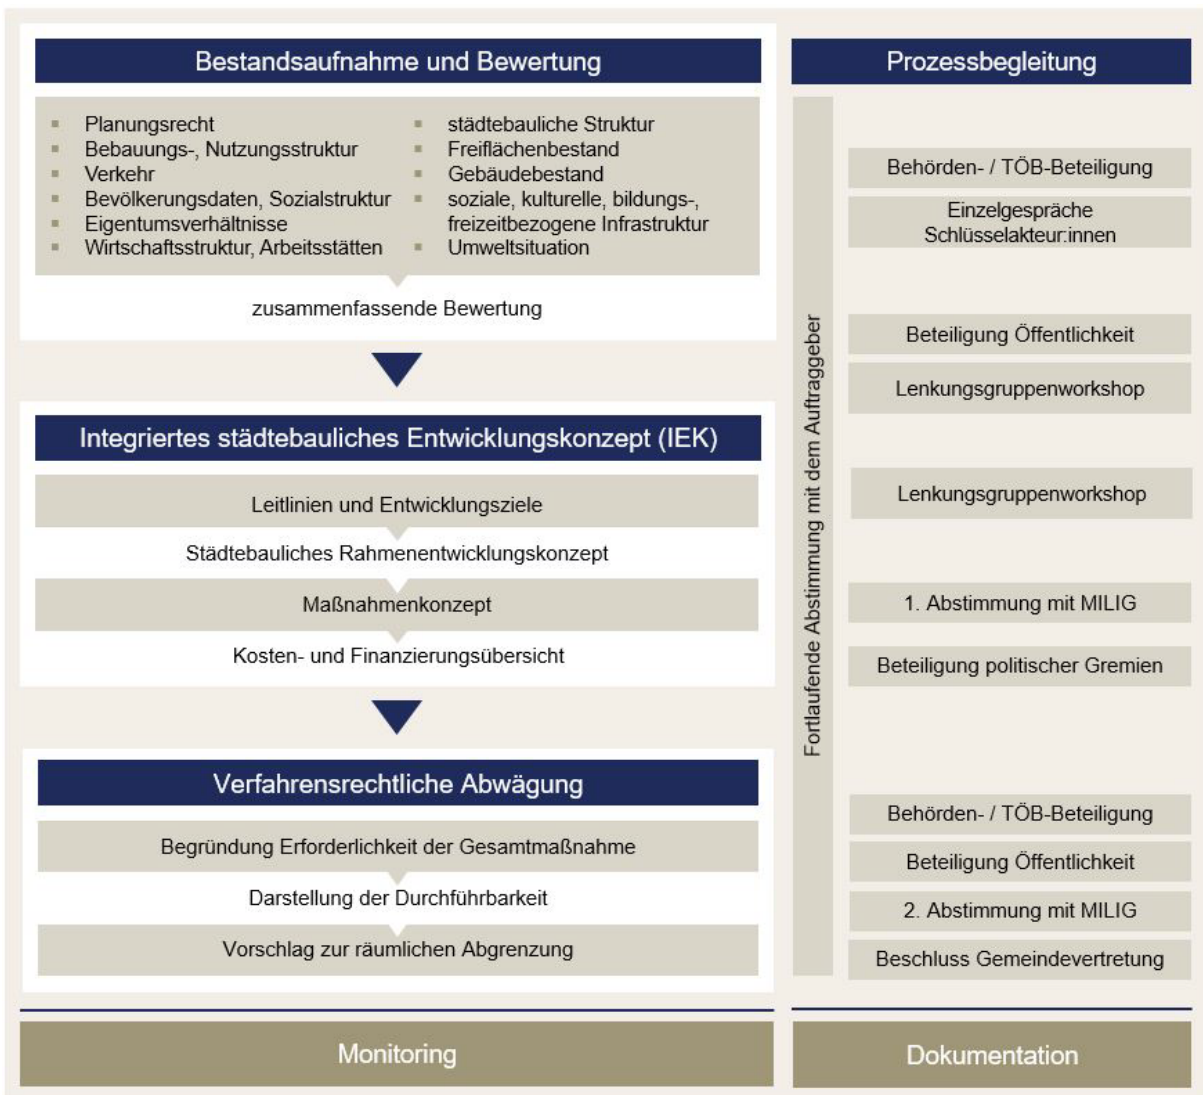 Bestandsaufnahme und Bewertung
Planungsrecht
Bebauungs-, Nutzungsstruktur
Verkehr
Bevölkerungsdaten, Sozialstruktur
Eigentumsverhältnisse
Wirtschaftsstruktur, Arbeitsstätten
städtebauliche Struktur
Freiflächenbestand
Gebäudebestand
soziale, kulturelle, bildungs-,
freizeitbezogene Infrastruktur
Umweltsituation
zusammenfassende Bewertung
Integriertes städtebauliches Entwicklungskonzept (IEK)
Leitlinien und Entwicklungsziele
Städtebauliches Rahmenentwicklungskonzept
Maßnahmenkonzept
Kosten- und Finanzierungsübersicht
Verfahrensrechtliche Abwägung
Begründung Erforderlichkeit der Gesamtmaßnahme
Darstellung der Durchführbarkeit
Vorschlag zur räumlichen Abgrenzung
Monitoring
Prozessbegleitung
Fortlaufende Abstimmung mit dem Auftraggeber
Behörden- / TÖB-Beteiligung
Einzelgespräche
Schlüsselakteur:innen
Beteiligung Öffentlichkeit
Lenkungsgruppenworkshop
Lenkungsgruppenworkshop
1. Abstimmung mit MILIG
Beteiligung politischer Gremien
Behörden- / TÖB-Beteiligung
Beteiligung Öffentlichkeit
2. Abstimmung mit MILIG
Beschluss Gemeindevertretung
Dokumentation